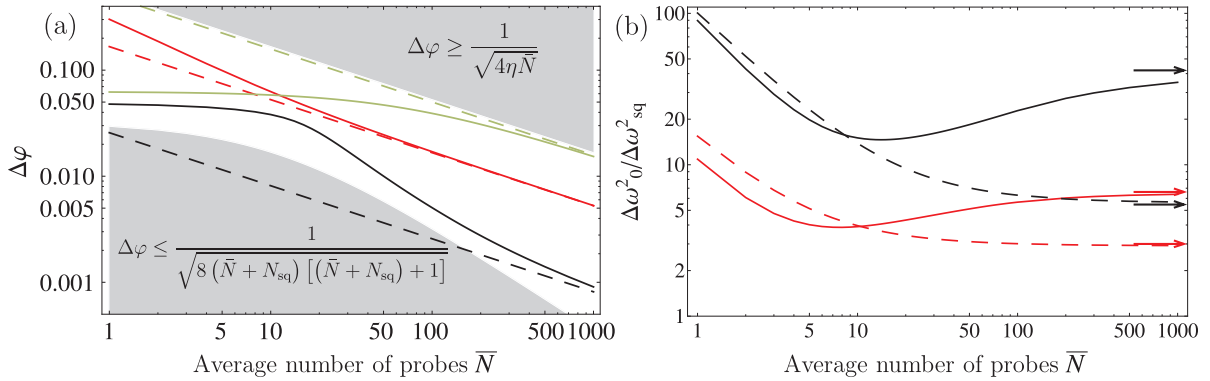 (a)
Δφ ≥ 1/√(4ηN̄)
Δφ ≤ 1/√(8 (N̄ + N_sq) [(N̄ + N_sq) + 1])
0.100
0.050
0.010
0.005
0.001
Δφ
1 5 10 50 100 500 1000
Average number of probes N̄
(b)
100
50
20
10
5
2
1
Δω²₀/Δω²_sq
1 5 10 50 100 500 1000
Average number of probes N̄